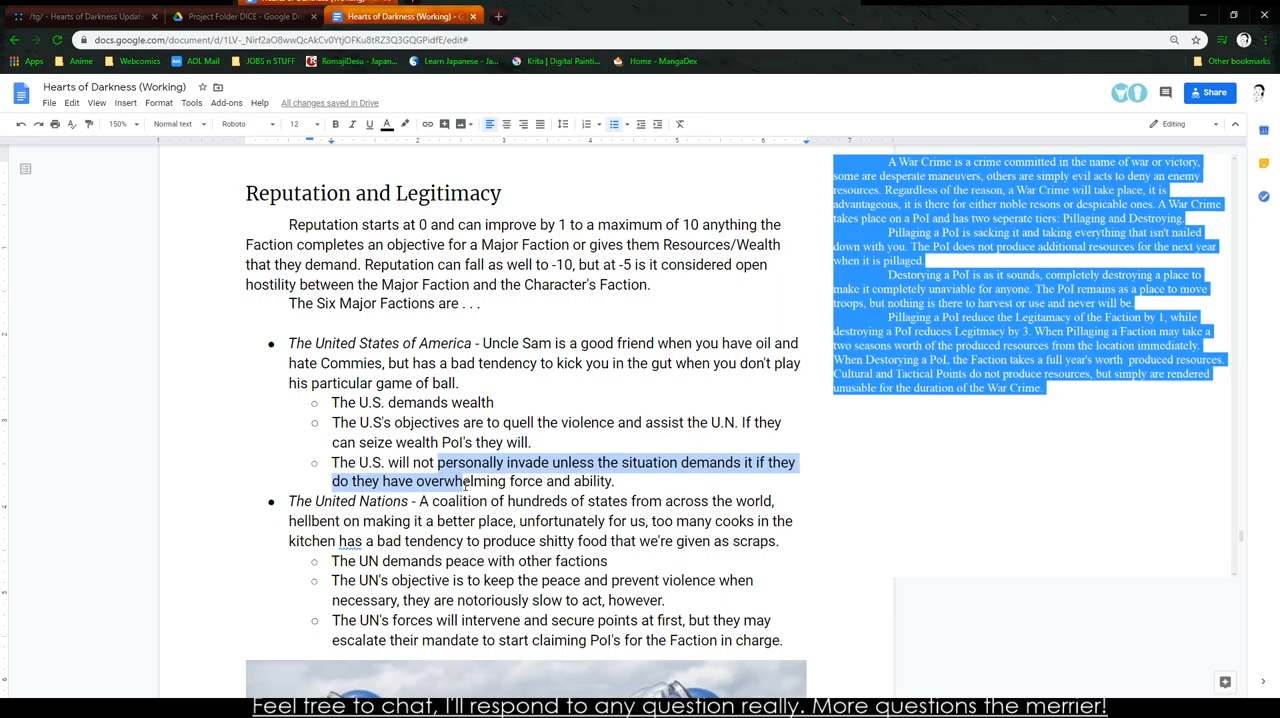 Hearts of Darkness (Working)
/tg/ - Hearts of Darkness Update
Project Folder DICE - Google Dri
Hearts of Darkness (Working) - G
docs.google.com/document/d/1LV-_Nirf2aO8wwQcAkCv0YtjOFKu8tRZ3Q3GQGPidfE/edit#
Apps
Anime
Webcomics
AOL Mail
JOBS n STUFF
RomajiDesu - Japan...
Learn Japanese - Ja...
Krita | Digital Painti...
Home - MangaDex
Other bookmarks
Hearts of Darkness (Working)
File Edit View Insert Format Tools Add-ons Help All changes saved in Drive
Share
150% Normal text Roboto 12 Editing
1 1 2 3 4 5 6 7
Reputation and Legitimacy
Reputation starts at 0 and can improve by 1 to a maximum of 10 anything the
Faction completes an objective for a Major Faction or gives them Resources/Wealth
that they demand. Reputation can fall as well to -10, but at -5 is it considered open
hostility between the Major Faction and the Character's Faction.
The Six Major Factions are . . .
The United States of America - Uncle Sam is a good friend when you have oil and
hate Commies, but has a bad tendency to kick you in the gut when you don't play
his particular game of ball.
The U.S. demands wealth
The U.S's objectives are to quell the violence and assist the U.N. If they
can seize wealth PoI's they will.
The U.S. will not personally invade unless the situation demands it if they
do they have overwhelming force and ability.
The United Nations - A coalition of hundreds of states from across the world,
hellbent on making it a better place, unfortunately for us, too many cooks in the
kitchen has a bad tendency to produce shitty food that we're given as scraps.
The UN demands peace with other factions
The UN's objective is to keep the peace and prevent violence when
necessary, they are notoriously slow to act, however.
The UN's forces will intervene and secure points at first, but they may
escalate their mandate to start claiming PoI's for the Faction in charge.
A War Crime is a crime committed in the name of war or victory,
some are desperate maneuvers, others are simply evil acts to deny an enemy
resources. Regardless of the reason, a War Crime will take place, it is
advantageous, it is there for either noble resons or despicable ones. A War Crime
takes place on a PoI and has two seperate tiers: Pillaging and Destroying.
Pillaging a PoI is sacking it and taking everything that isn't nailed
down with you. The PoI does not produce additional resources for the next year
when it is pillaged.
Destorying a PoI is as it sounds, completely destroying a place to
make it completely unaviable for anyone. The PoI remains as a place to move
troops, but nothing is there to harvest or use and never will be.
Pillaging a PoI reduce the Legitamacy of the Faction by 1, while
destroying a PoI reduces Legitmacy by 3. When Pillaging a Faction may take a
two seasons worth of the produced resources from the location immediately.
When Destorying a PoI, the Faction takes a full year's worth produced resources.
Cultural and Tactical Points do not produce resources, but simply are rendered
unusable for the duration of the War Crime.
Feel free to chat, I'll respond to any question really. More questions the merrier!